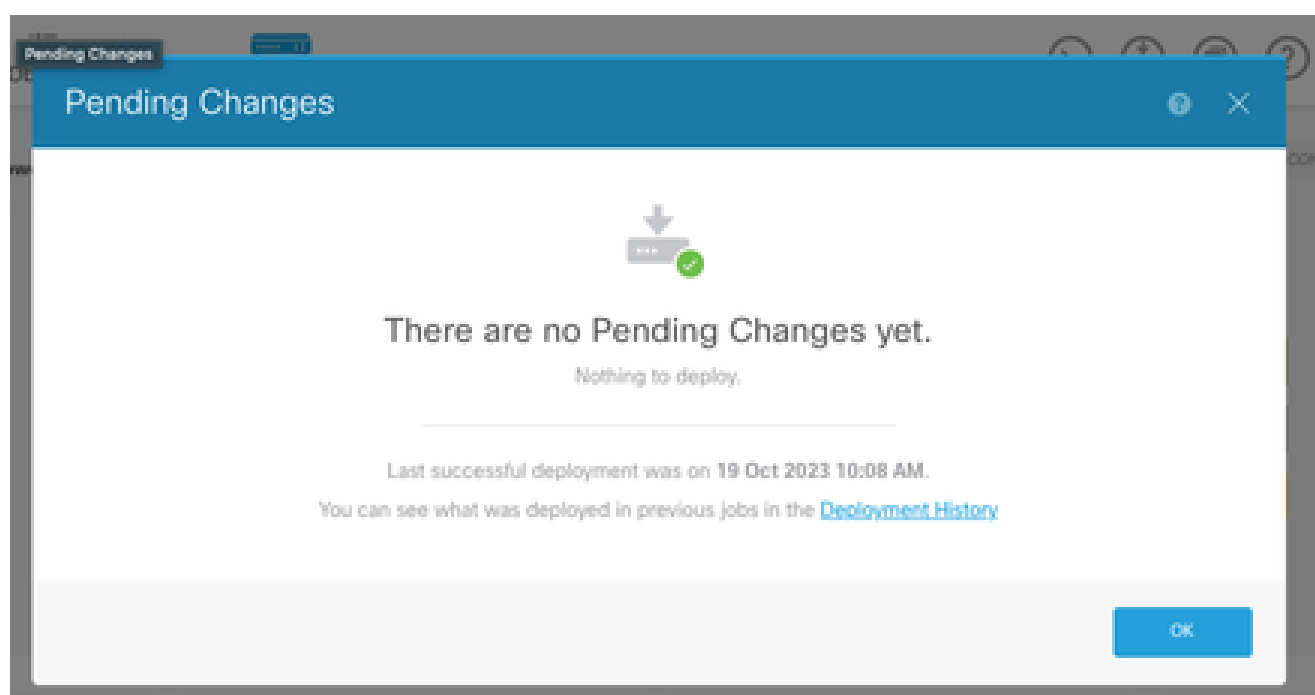 Pending Changes
Pending Changes
There are no Pending Changes yet.
Nothing to deploy.
Last successful deployment was on 19 Oct 2023 10:08 AM.
You can see what was deployed in previous jobs in the Deployment History
OK